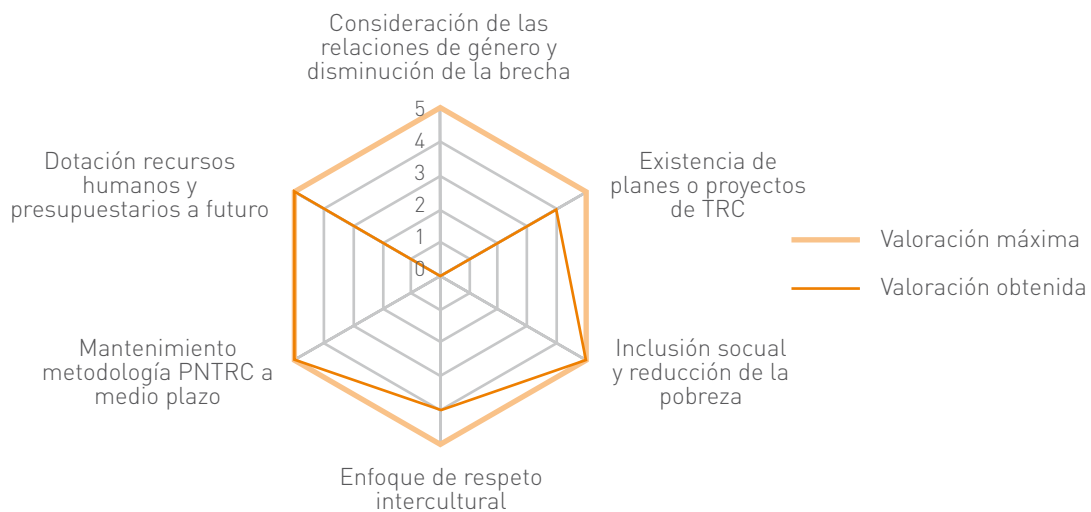 Consideración de las
relaciones de género y
disminución de la brecha
5
4
3
2
1
0
Dotación recursos
humanos y
presupuestarios a futuro
Existencia de
planes o proyectos
de TRC
Valoración máxima
Valoración obtenida
Mantenimiento
metodología PNTRC a
medio plazo
Inclusión socual
y reducción de la
pobreza
Enfoque de respeto
intercultural